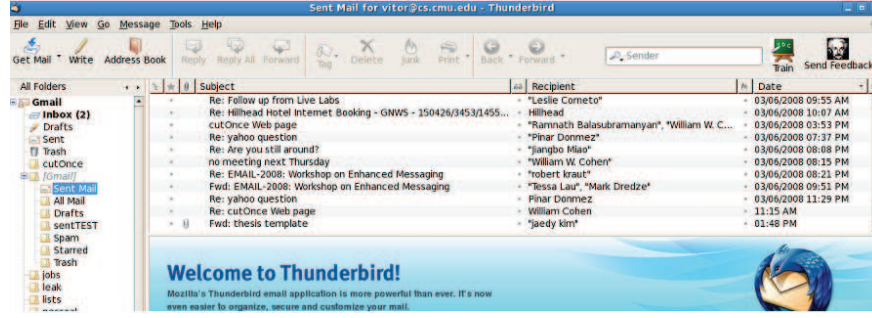 Sent Mail for vitor@cs.cmu.edu - Thunderbird
File Edit View Go Message Tools Help
Get Mail Write Address Book Reply Reply All Forward Tag Delete Junk Print Back Forward Sender Train Send Feedback
All Folders Subject Recipient Date
Gmail Re: Follow up from Live Labs "Leslie Cometo" 03/06/2008 09:55 AM
Inbox (2) Re: Hillhead Hotel Internet Booking - GNWS - 150426/3453/1455... Hillhead 03/06/2008 10:07 AM
Drafts cutOnce Web page "Ramnath Balasubramanyan", "William W. C... 03/06/2008 03:53 PM
Sent Re: yahoo question "Pinar Donmez" 03/06/2008 07:37 PM
Trash Re: Are you still around? "Jiangbo Miao" 03/06/2008 08:08 PM
cutOnce no meeting next Thursday "William W. Cohen" 03/06/2008 08:15 PM
[Gmail] Re: EMAIL-2008: Workshop on Enhanced Messaging "robert kraut" 03/06/2008 08:21 PM
Sent Mail Fwd: EMAIL-2008: Workshop on Enhanced Messaging "Tessa Lau", "Mark Dredze" 03/06/2008 09:51 PM
All Mail Re: yahoo question Pinar Donmez 03/06/2008 11:29 PM
Drafts Re: cutOnce Web page William Cohen 11:15 AM
sentTEST Fwd: thesis template "jaedy kim" 01:48 PM
Spam
Starred
Trash
jobs
leak
lists
Welcome to Thunderbird!
Mozilla's Thunderbird email application is more powerful than ever. It's now
even easier to organize, secure and customize your mail.